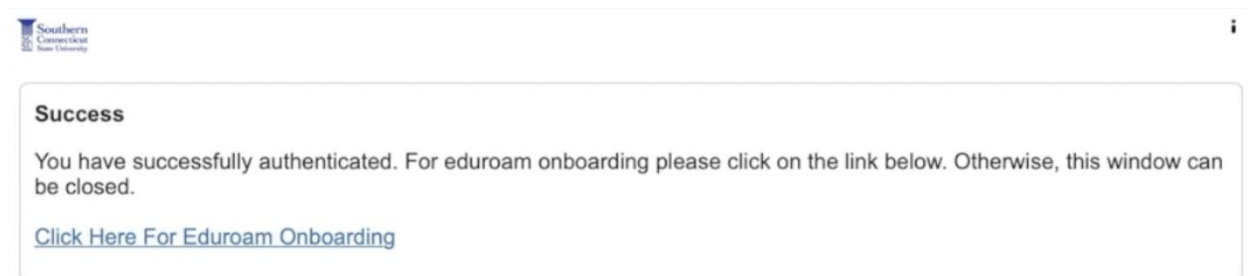 Southern
Connecticut
State University
i
Success
You have successfully authenticated. For eduroam onboarding please click on the link below. Otherwise, this window can
be closed.
Click Here For Eduroam Onboarding